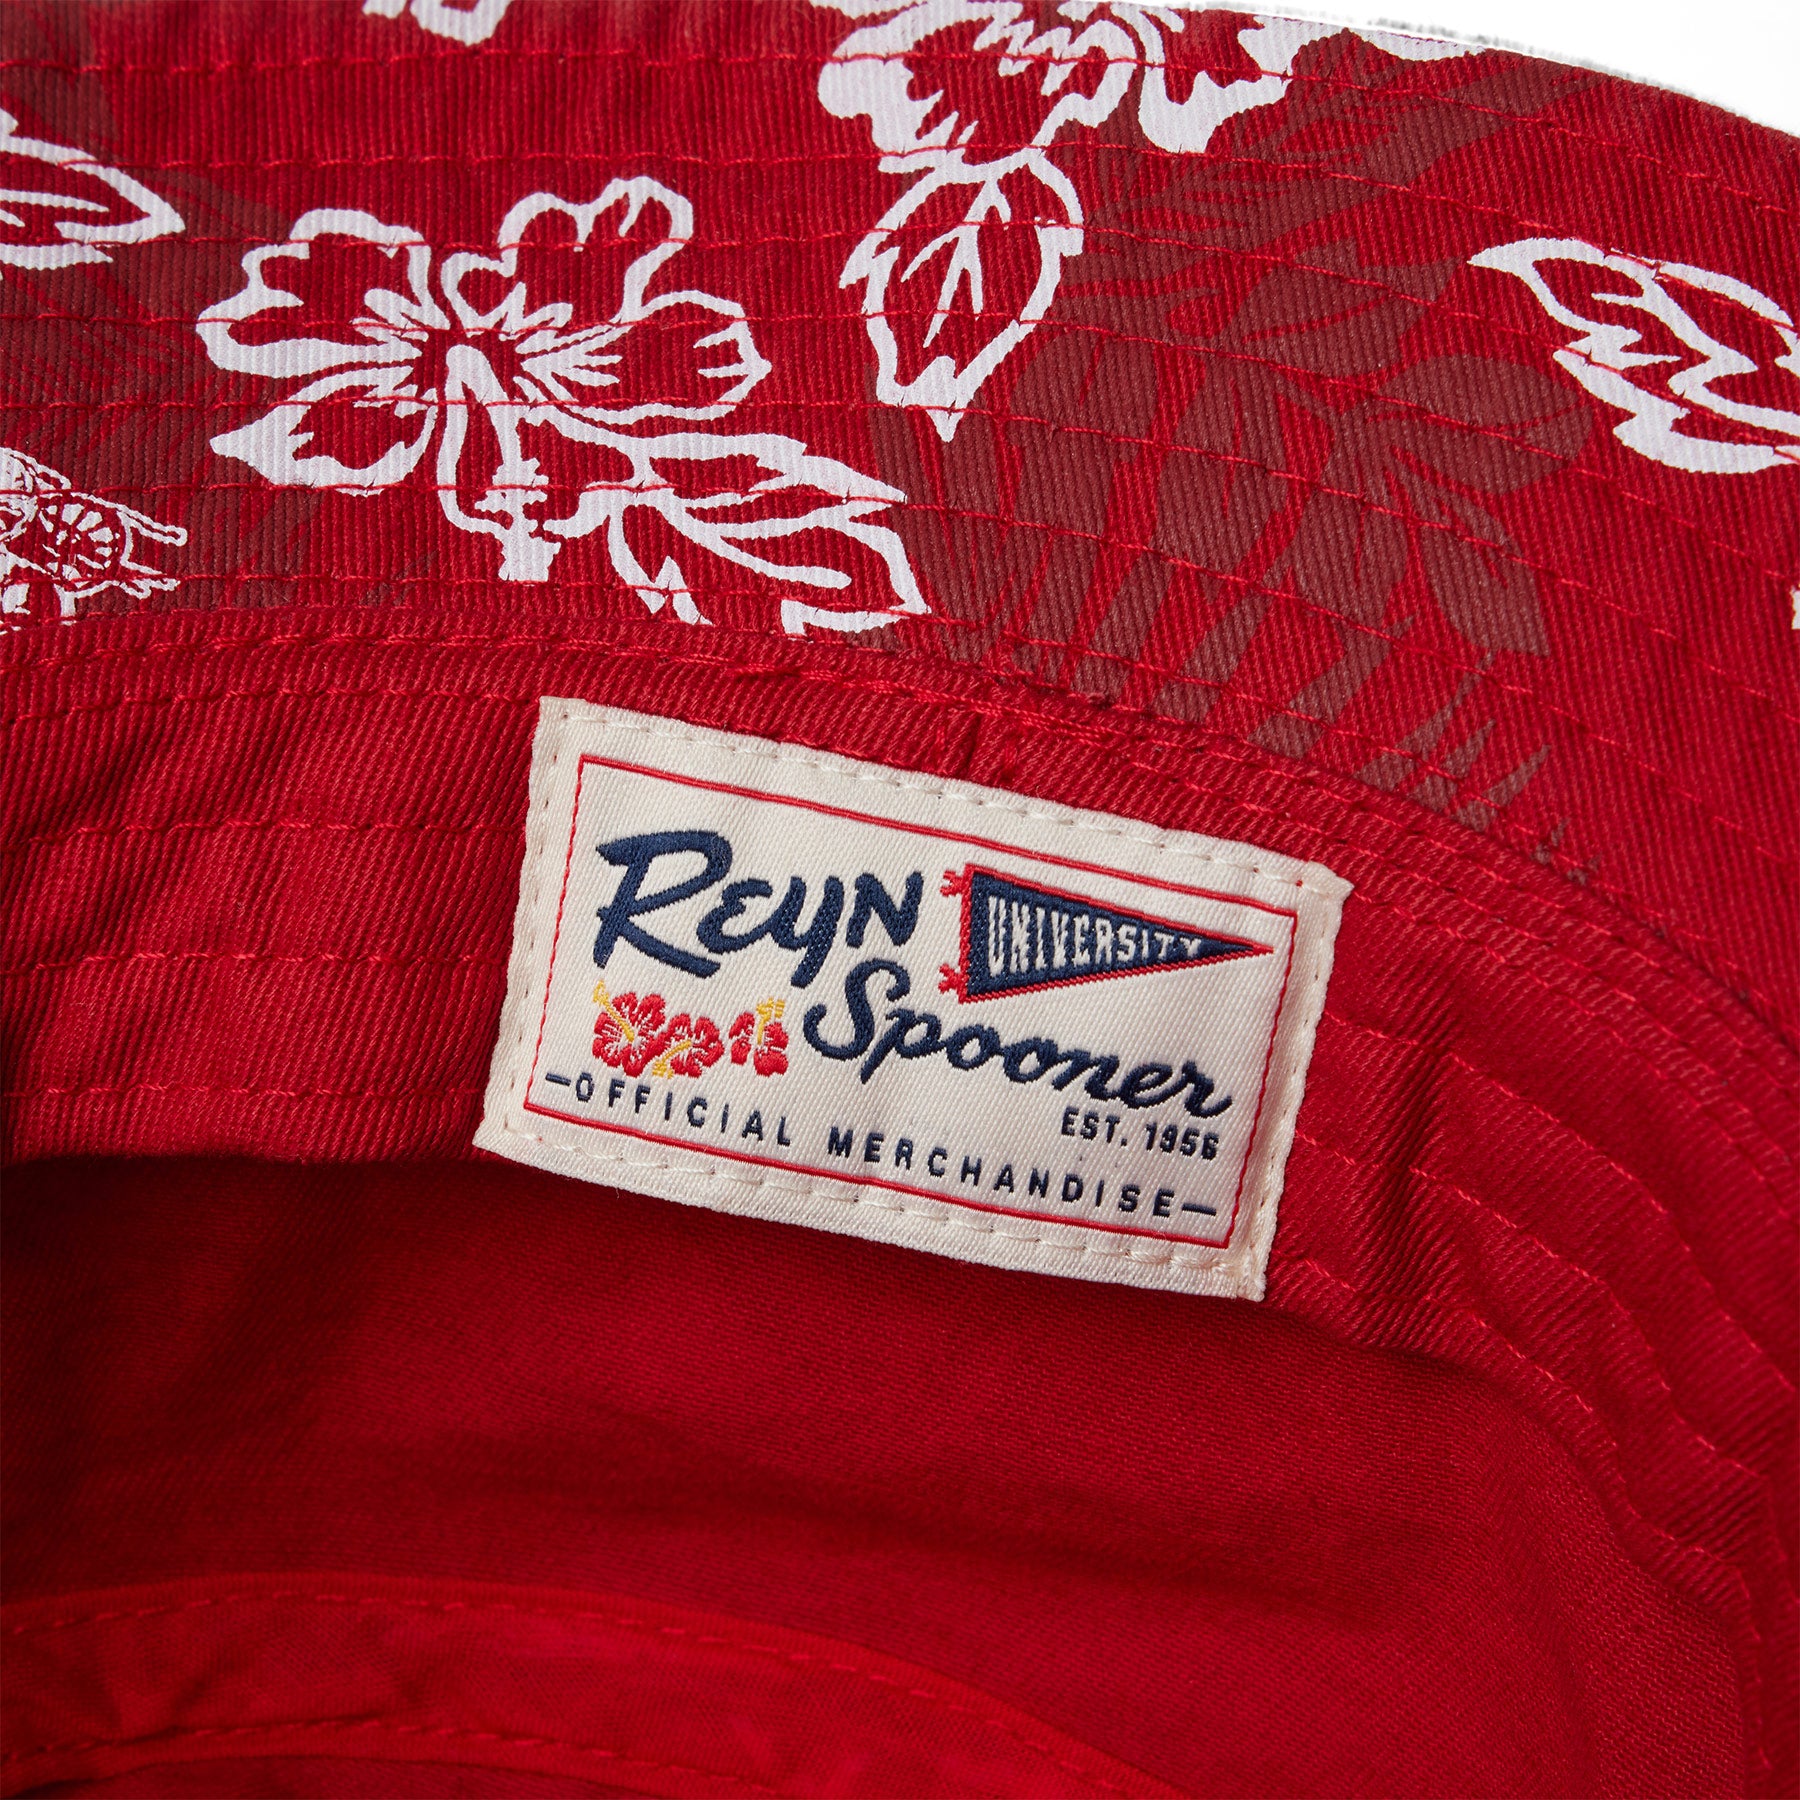 REYN
UNIVERSITY
Spooner
EST. 1956
—OFFICIAL MERCHANDISE—